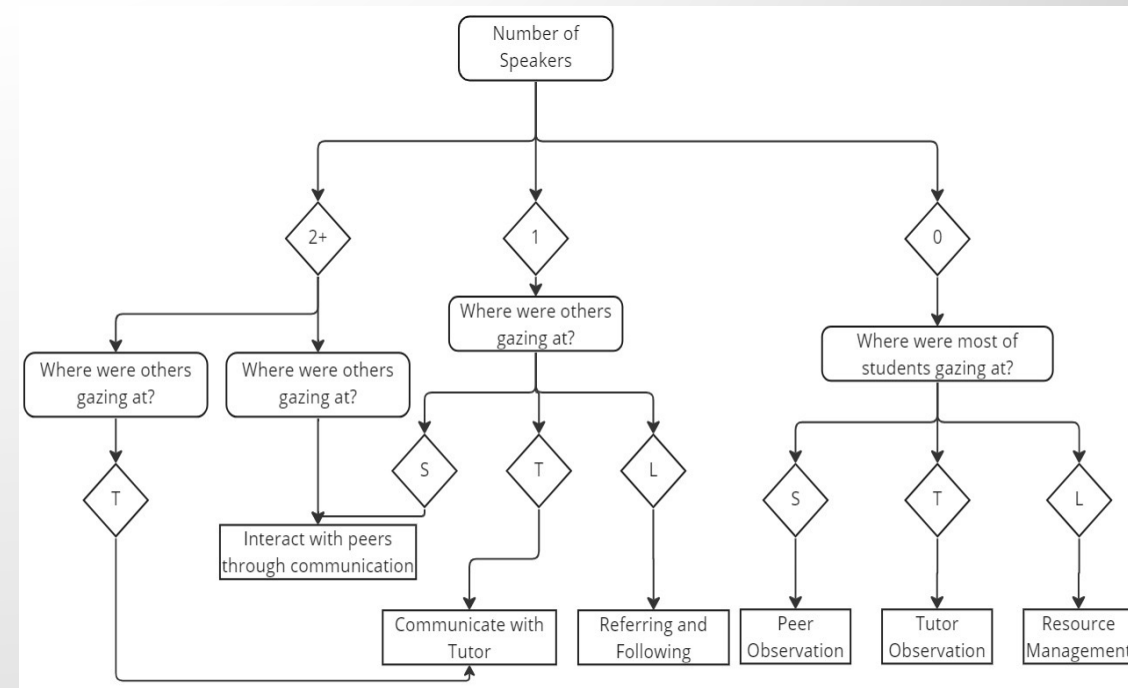 Number of
Speakers
2+
1
0
Where were others
gazing at?
Where were others
gazing at?
Where were others
gazing at?
Where were most of
students gazing at?
S
T
L
S
T
L
T
Interact with peers
through communication
Communicate with
Tutor
Referring and
Following
Peer
Observation
Tutor
Observation
Resource
Management